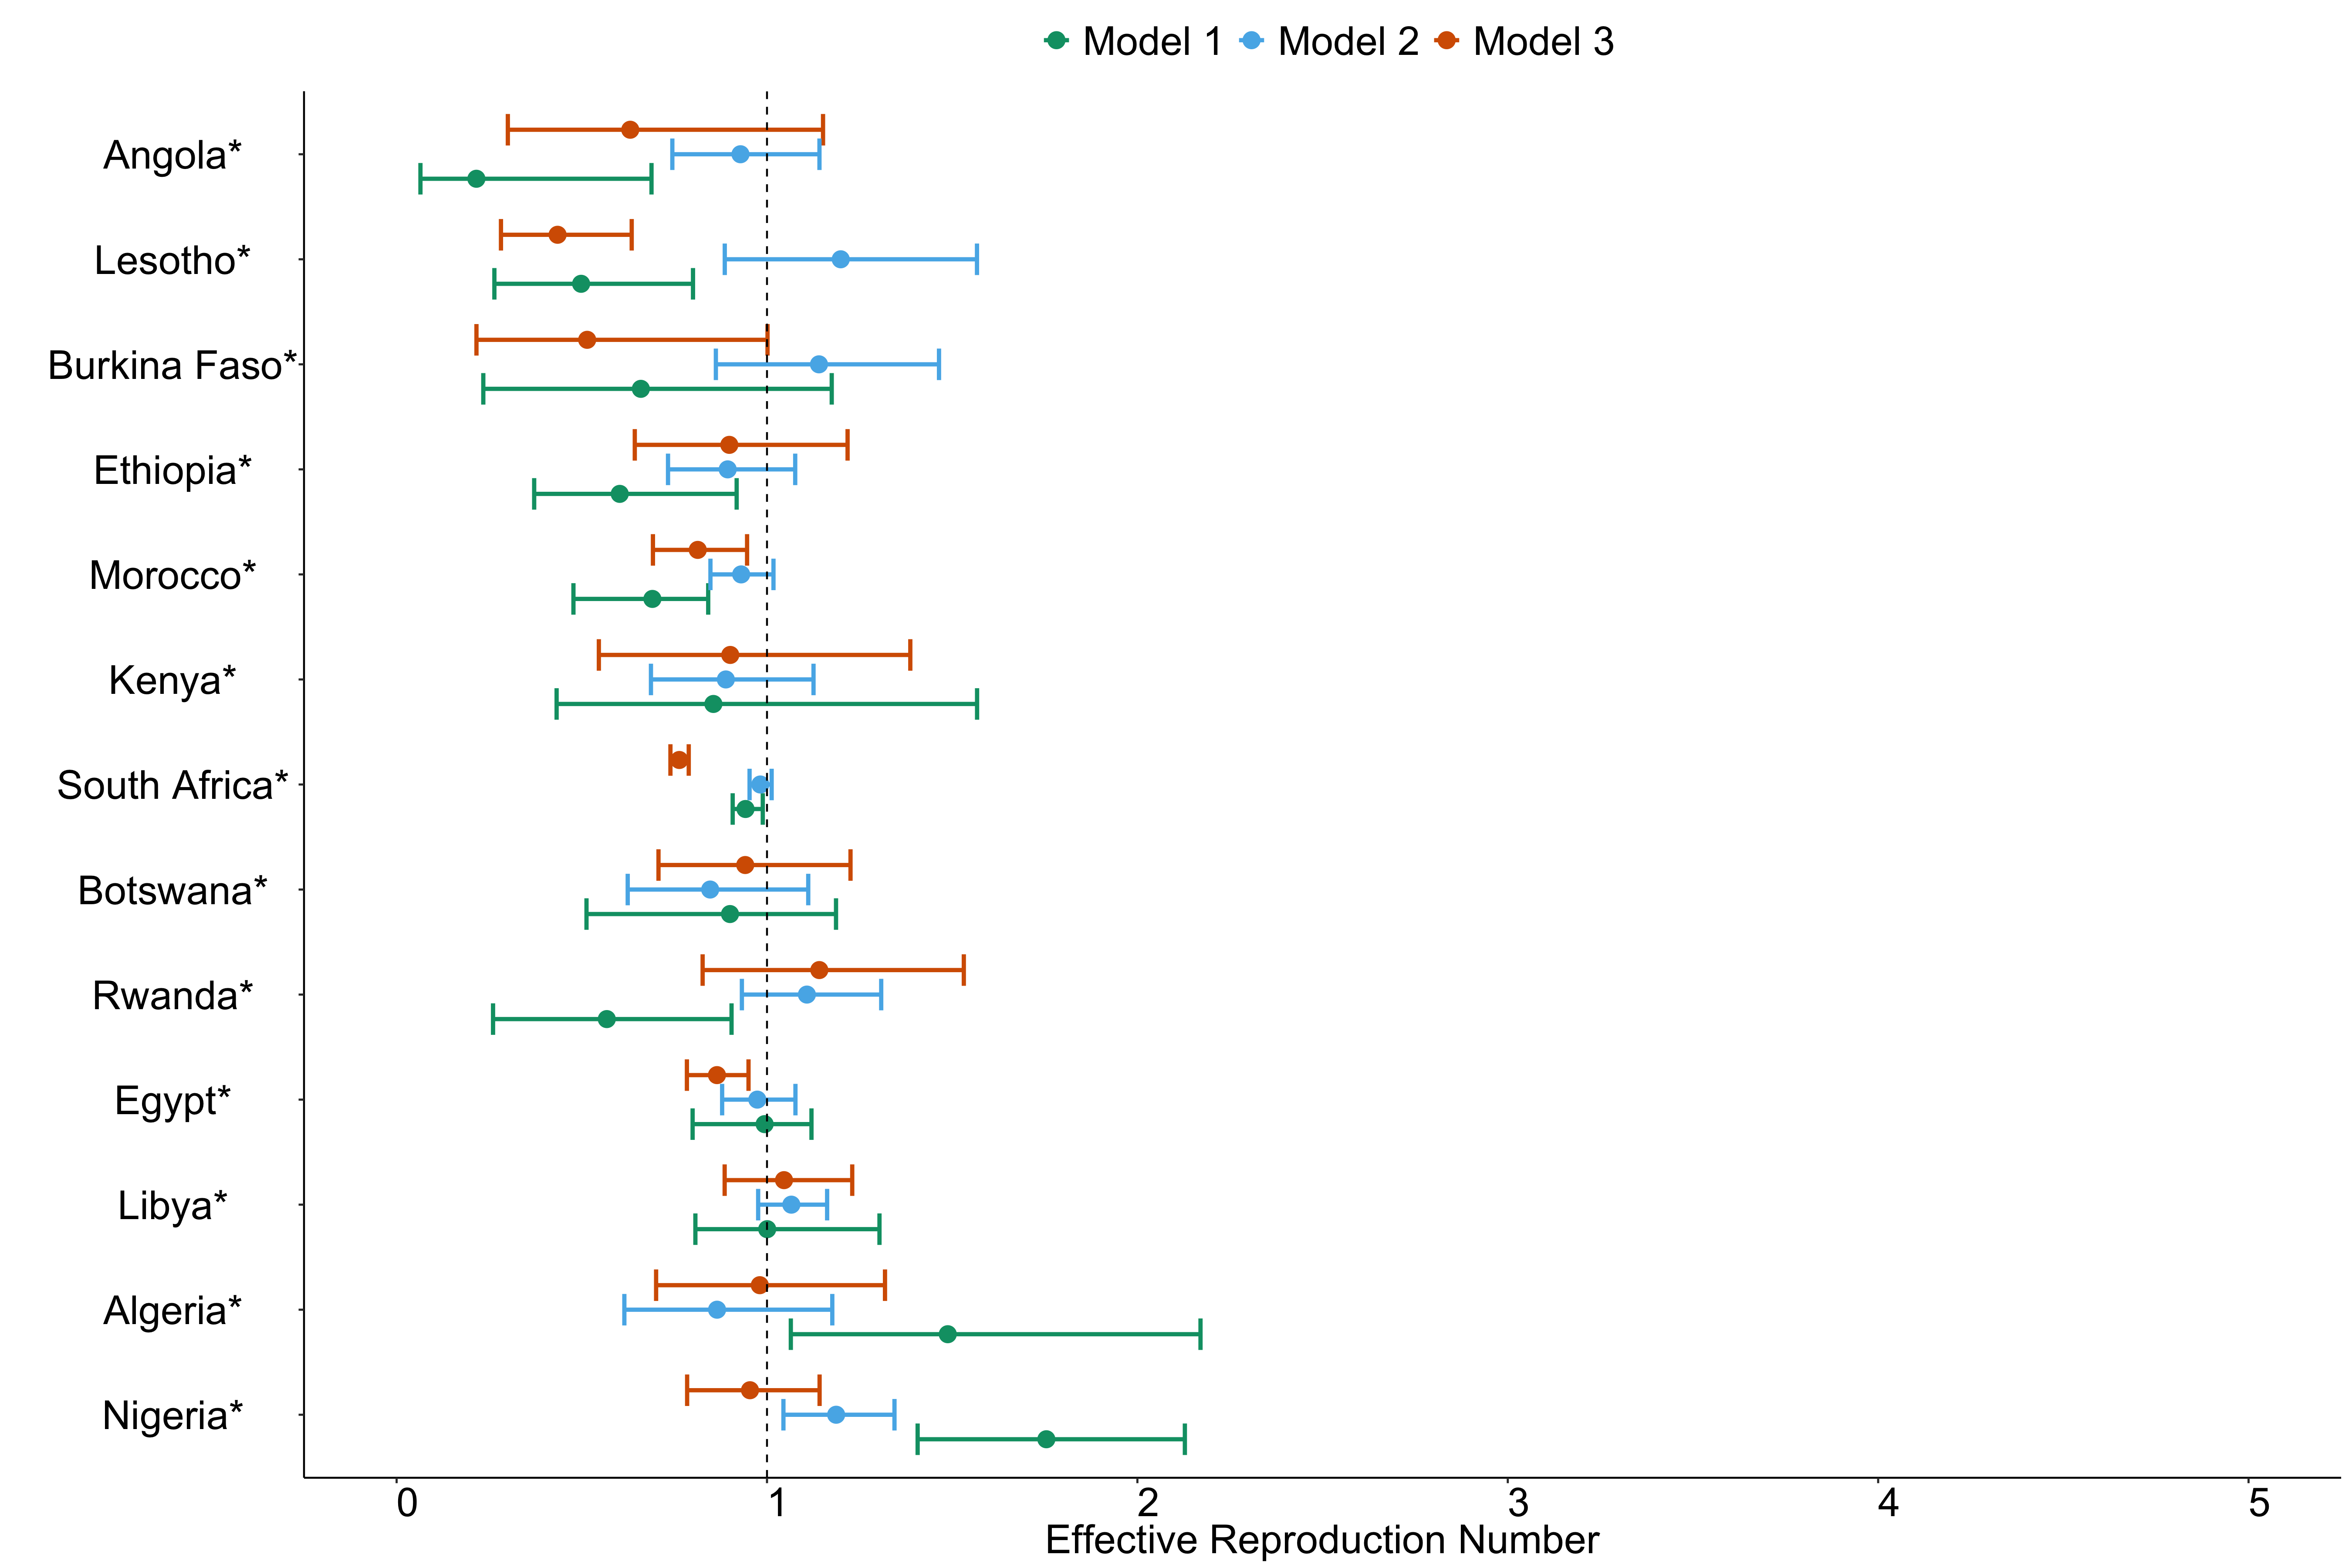 Model 1 Model 2 Model 3
Angola*
Lesotho*
Burkina Faso*
Ethiopia*
Morocco*
Kenya*
South Africa*
Botswana*
Rwanda*
Egypt*
Libya*
Algeria*
Nigeria*
0 1 2 3 4 5
Effective Reproduction Number